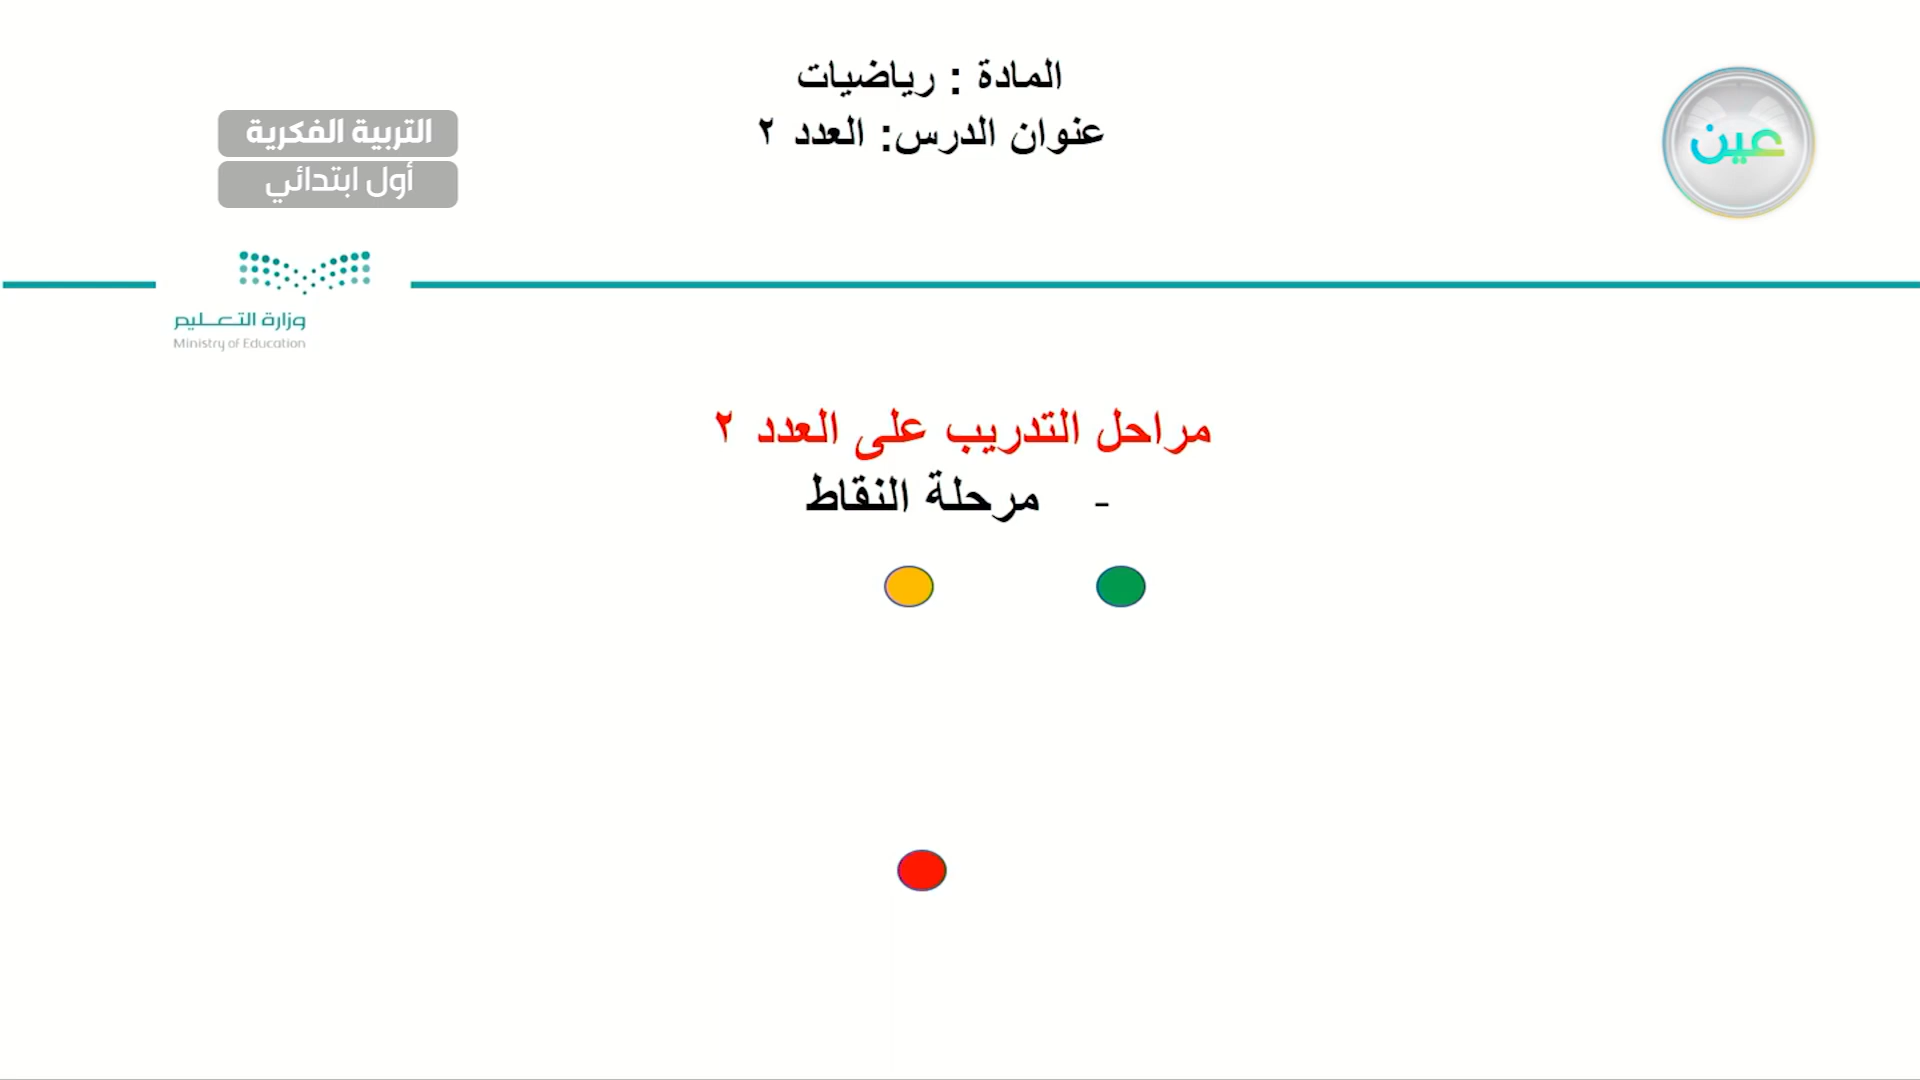 المادة : رياضيات
عنوان الدرس: العدد ٢
التربية الفكرية
أول ابتدائي
عين
وزارة التعليم
Ministry of Education
مراحل التدريب على العدد ٢
- مرحلة النقاط